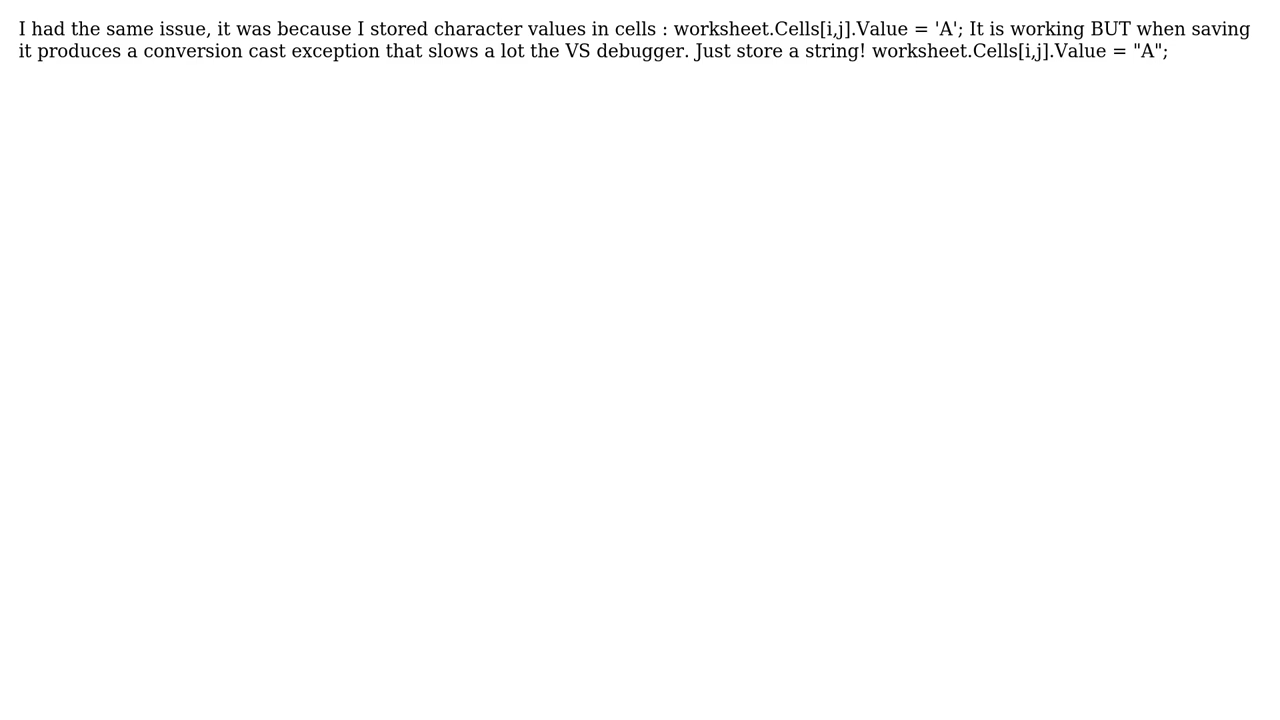 I had the same issue, it was because I stored character values in cells : worksheet.Cells[i,j].Value = 'A'; It is working BUT when saving
it produces a conversion cast exception that slows a lot the VS debugger. Just store a string! worksheet.Cells[i,j].Value = "A";